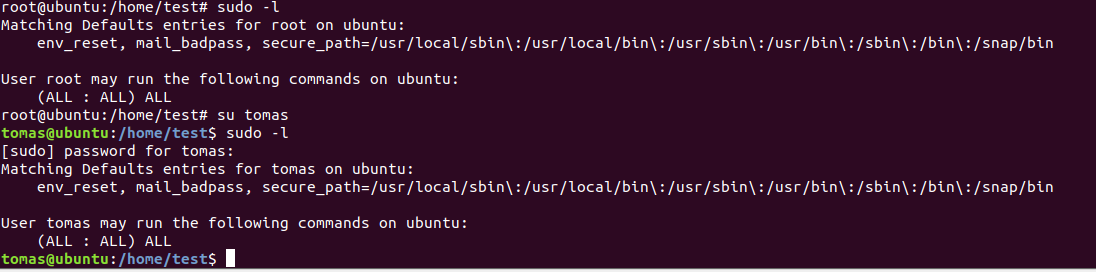 root@ubuntu:/home/test# sudo -l
Matching Defaults entries for root on ubuntu:
    env_reset, mail_badpass, secure_path=/usr/local/sbin\:/usr/local/bin\:/usr/sbin\:/usr/bin\:/sbin\:/bin\:/snap/bin

User root may run the following commands on ubuntu:
    (ALL : ALL) ALL
root@ubuntu:/home/test# su tomas
tomas@ubuntu:/home/test$ sudo -l
[sudo] password for tomas:
Matching Defaults entries for tomas on ubuntu:
    env_reset, mail_badpass, secure_path=/usr/local/sbin\:/usr/local/bin\:/usr/sbin\:/usr/bin\:/sbin\:/bin\:/snap/bin

User tomas may run the following commands on ubuntu:
    (ALL : ALL) ALL
tomas@ubuntu:/home/test$